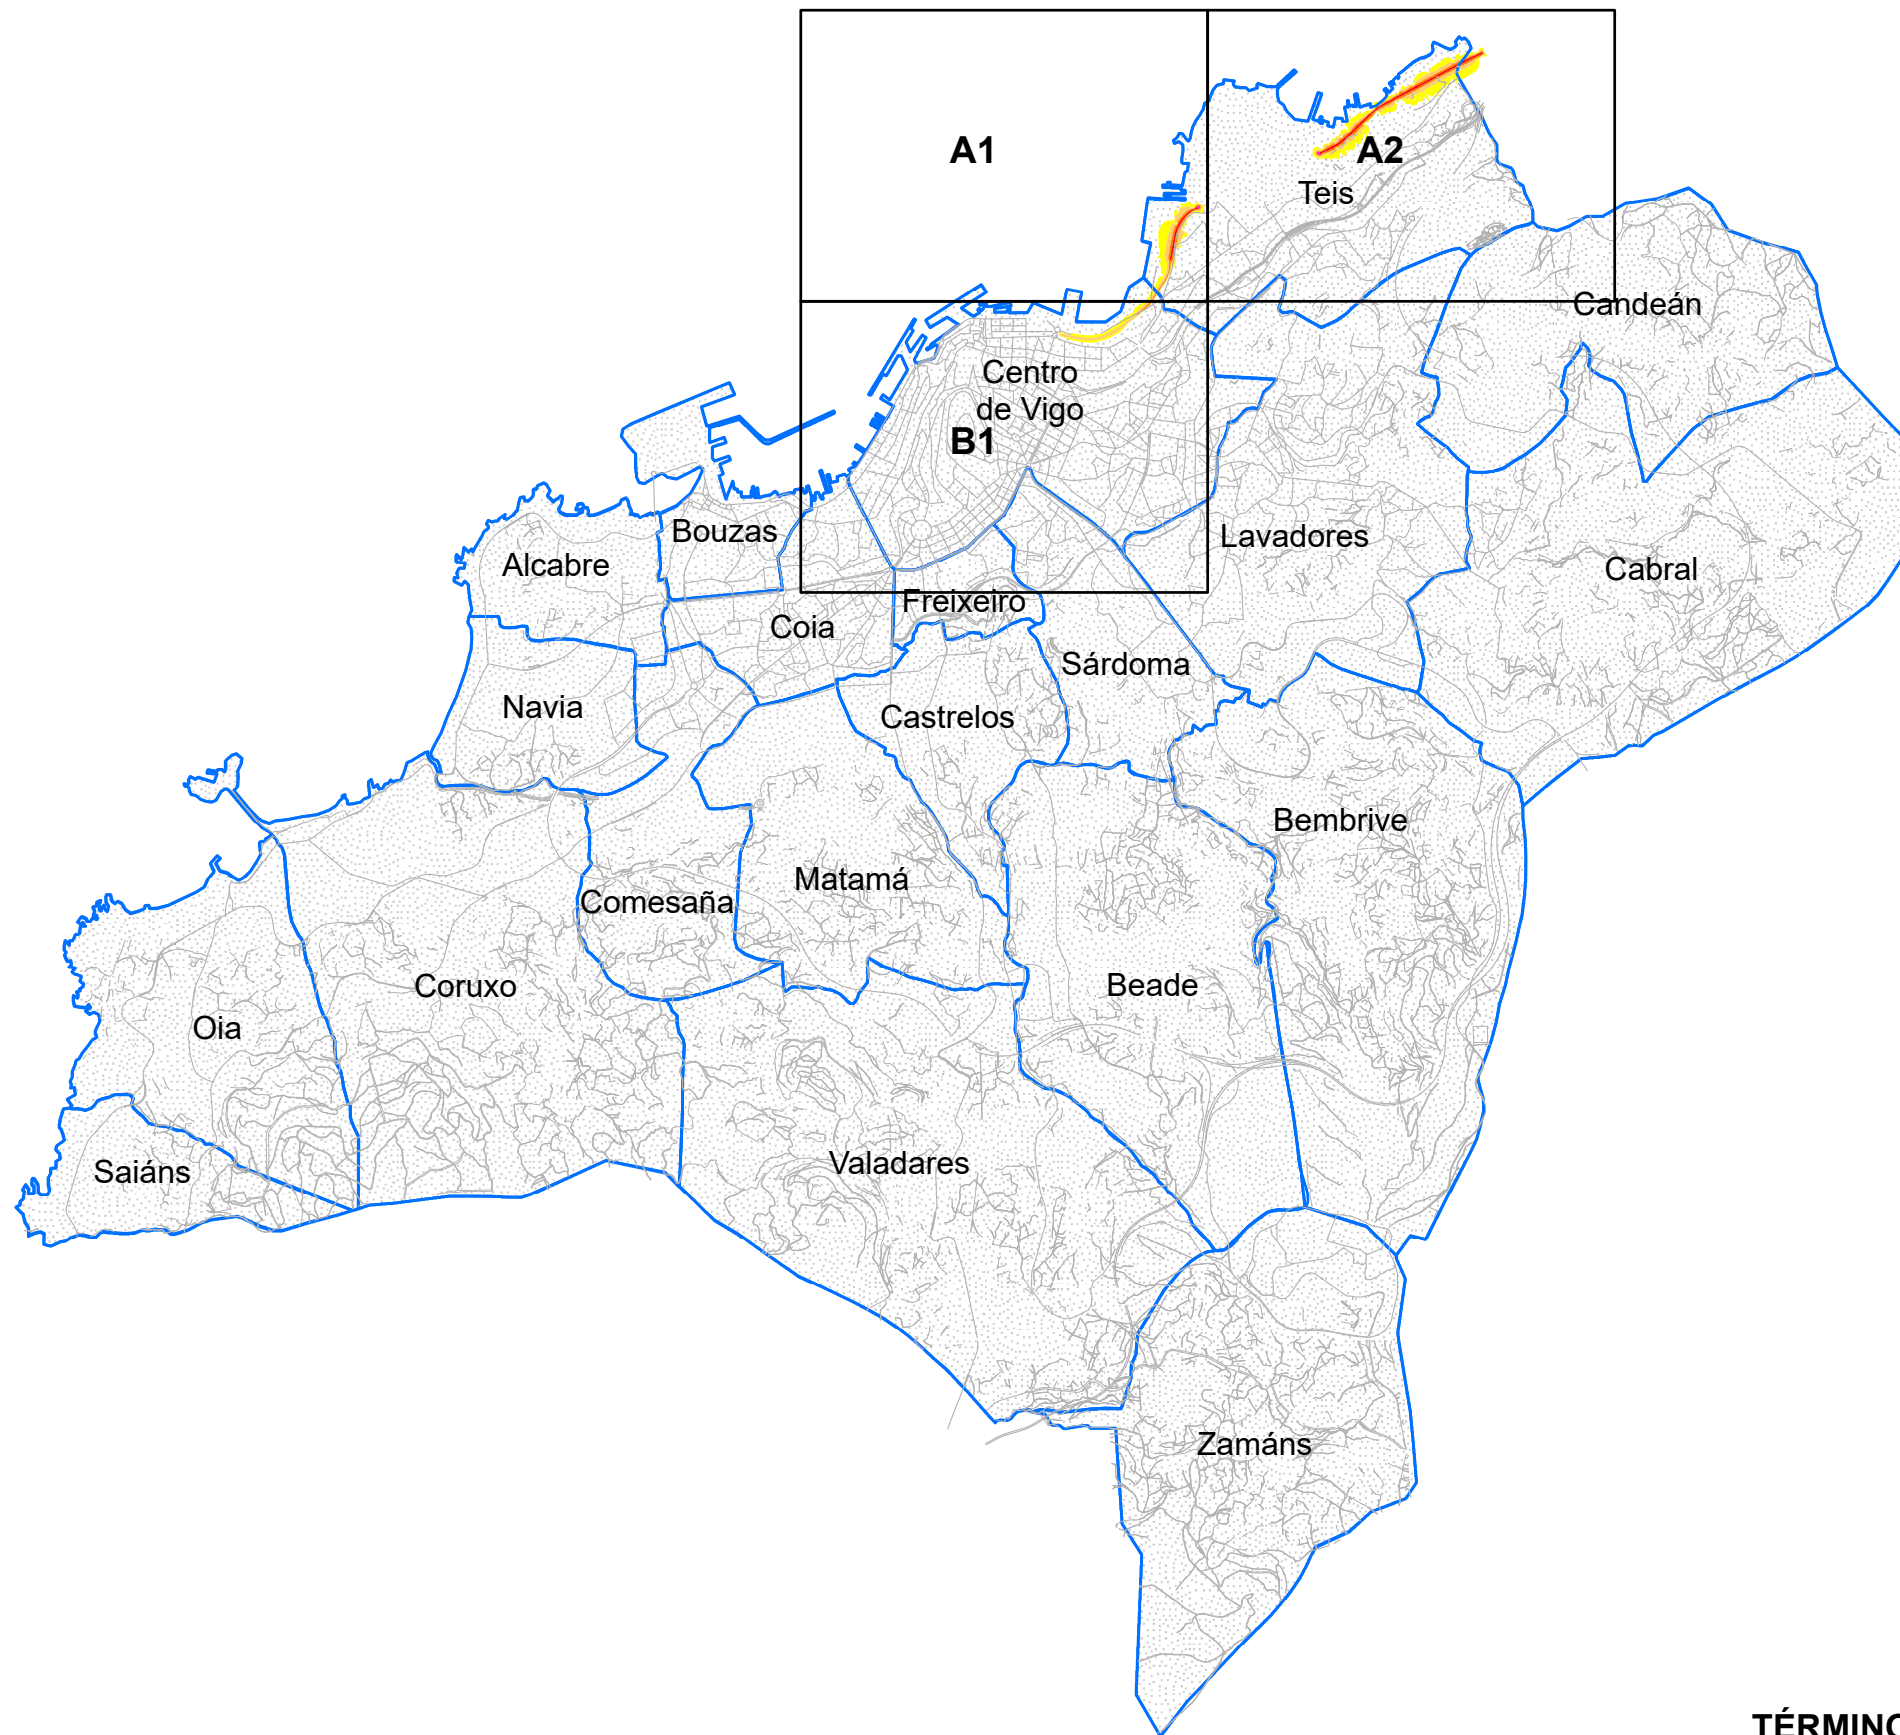 A1
A2
Teis
Candeán
Centro
de Vigo
B1
Bouzas
Lavadores
Alcabre
Cabral
Freixeiro
Coia
Sárdoma
Navia
Castrelos
Bembrive
Matamá
Comesaña
Coruxo
Beade
Oia
Valadares
Saiáns
Zamáns
TÉRMINO